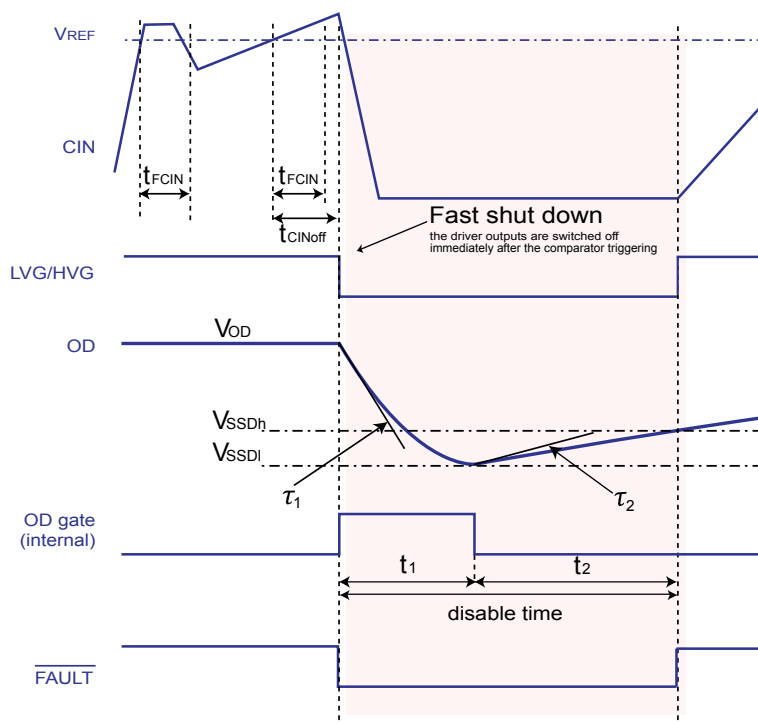 VREF
CIN
tFCIN
tFCIN
tCINoff
Fast shut down
the driver outputs are switched off
immediately after the comparator triggering
LVG/HVG
VOD
OD
VSSDh
VSSDl
τ1
τ2
OD gate
(internal)
t1
t2
disable time
FAULT